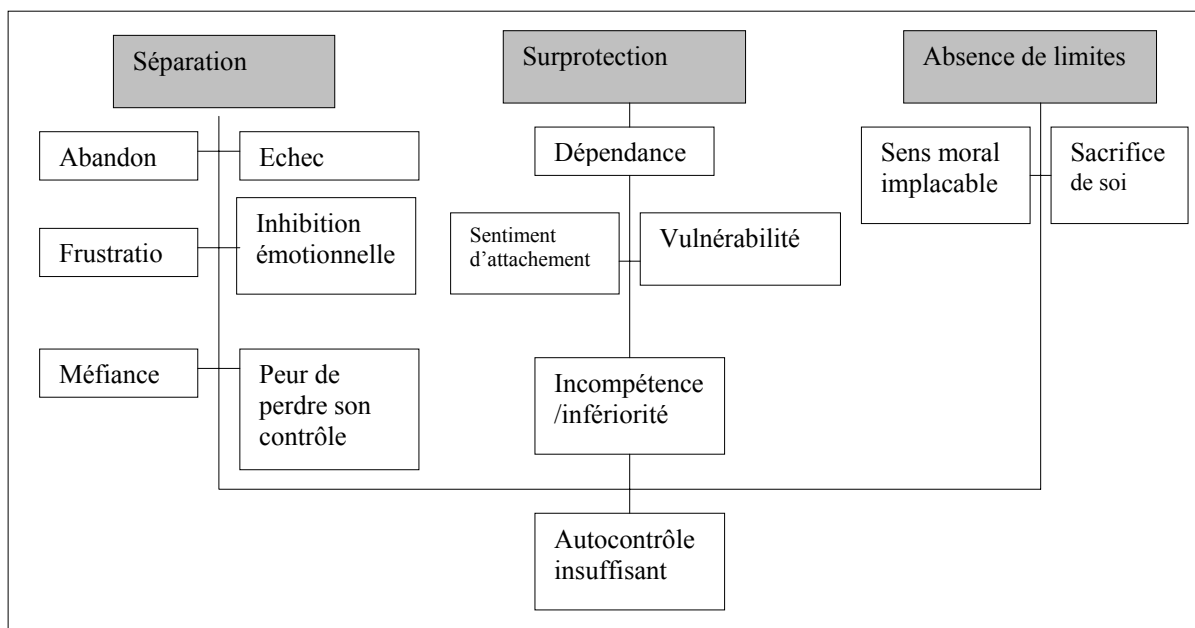 Séparation
Surprotection
Absence de limites
Abandon
Echec
Dépendance
Sens moral
implacable
Sacrifice
de soi
Frustratio
Inhibition
émotionnelle
Sentiment
d'attachement
Vulnérabilité
Méfiance
Peur de
perdre son
contrôle
Incompétence
/infériorité
Autocontrôle
insuffisant